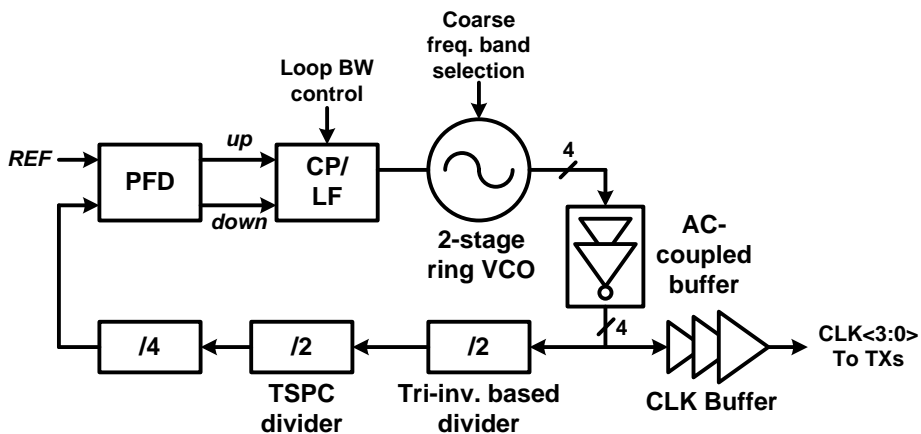 Coarse
freq. band
selection
Loop BW
control
REF
PFD
up
down
CP/
LF
2-stage
ring VCO
4
AC-
coupled
buffer
4
/4
/2
TSPC
divider
/2
Tri-inv. based
divider
CLK Buffer
CLK<3:0>
To TXs